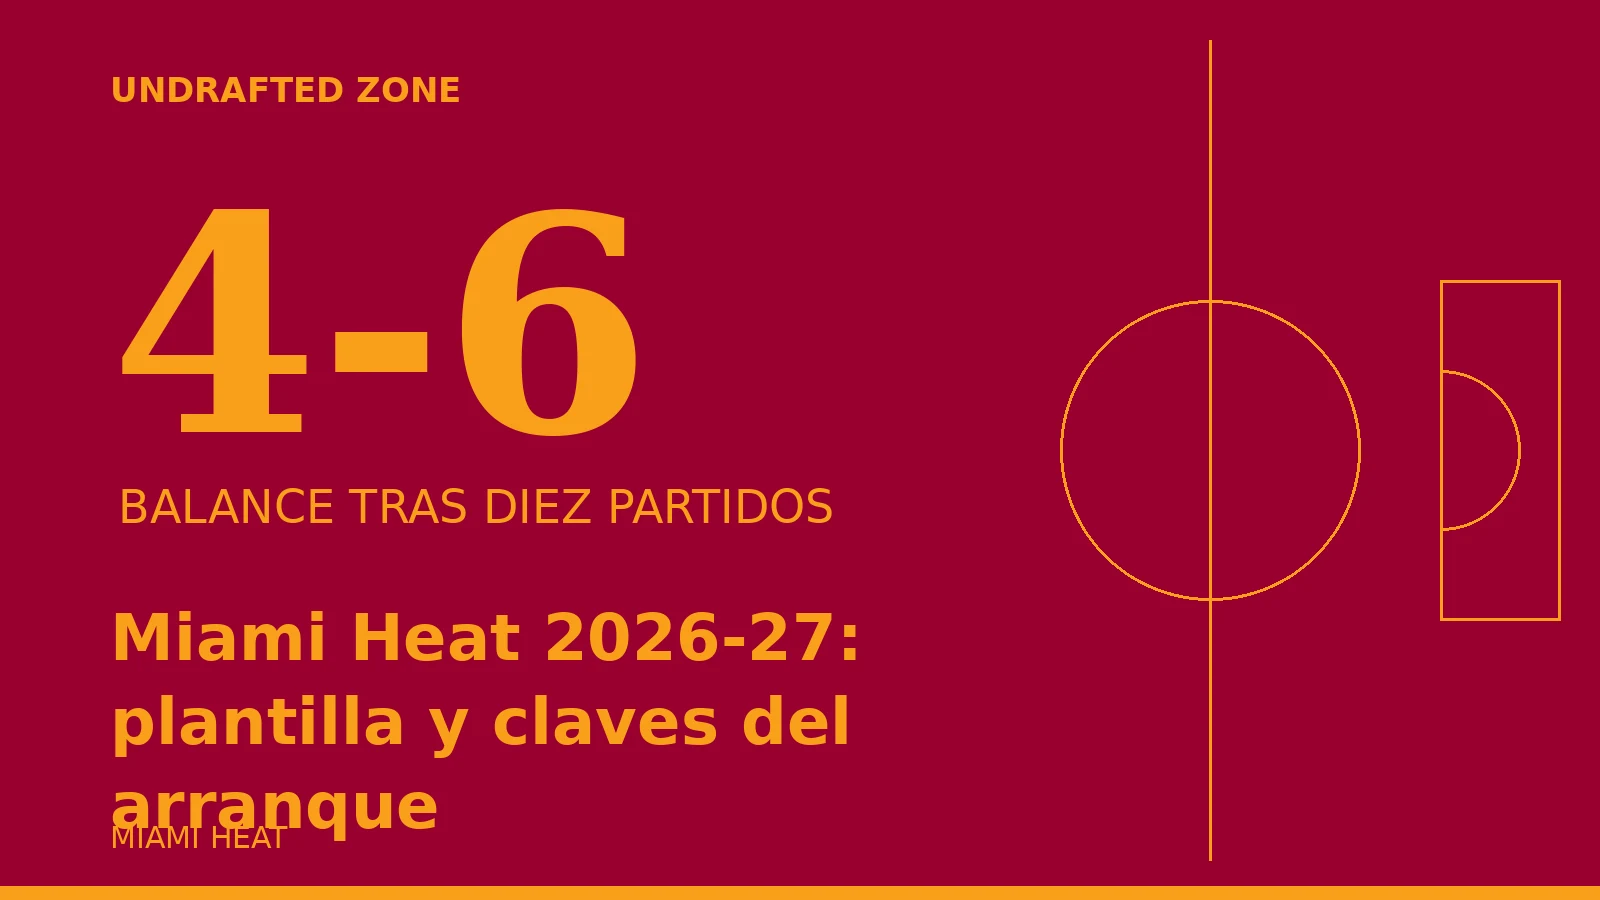 UNDRAFTED ZONE
4-6
BALANCE TRAS DIEZ PARTIDOS
Miami Heat 2026-27:
plantilla y claves del
arranque
MIAMI HEAT